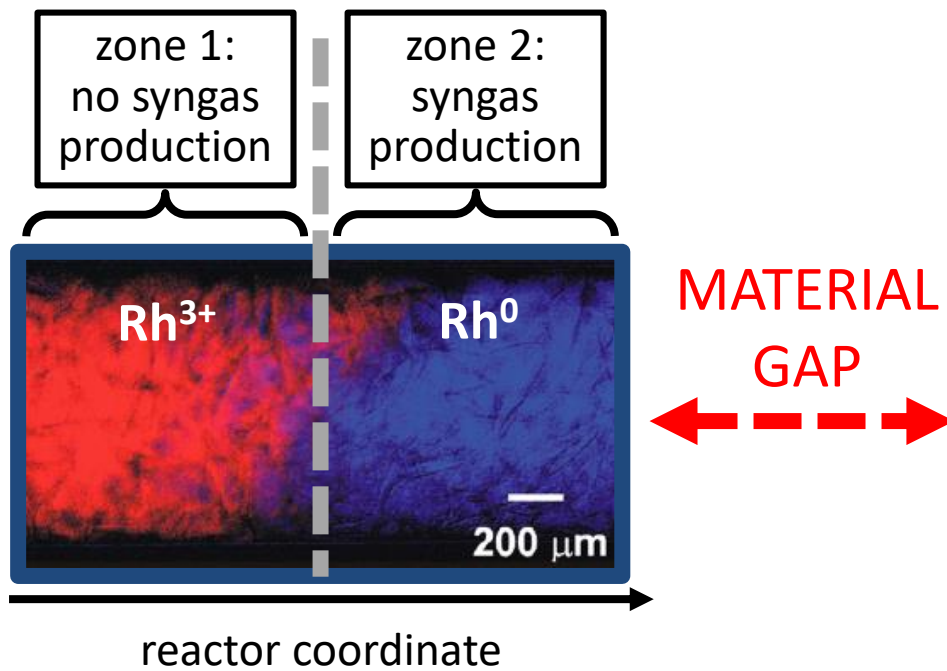 zone 1:
no syngas
production
zone 2:
syngas
production
Rh³⁺
Rh⁰
200 μm
MATERIAL
GAP
reactor coordinate